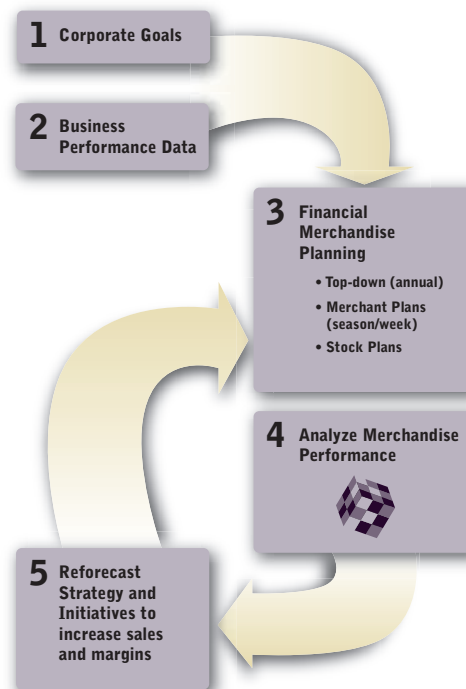 1 Corporate Goals
2 Business
Performance Data
3 Financial
Merchandise
Planning
• Top-down (annual)
• Merchant Plans
(season/week)
• Stock Plans
4 Analyze Merchandise
Performance
5 Reforecast
Strategy and
Initiatives to
increase sales
and margins